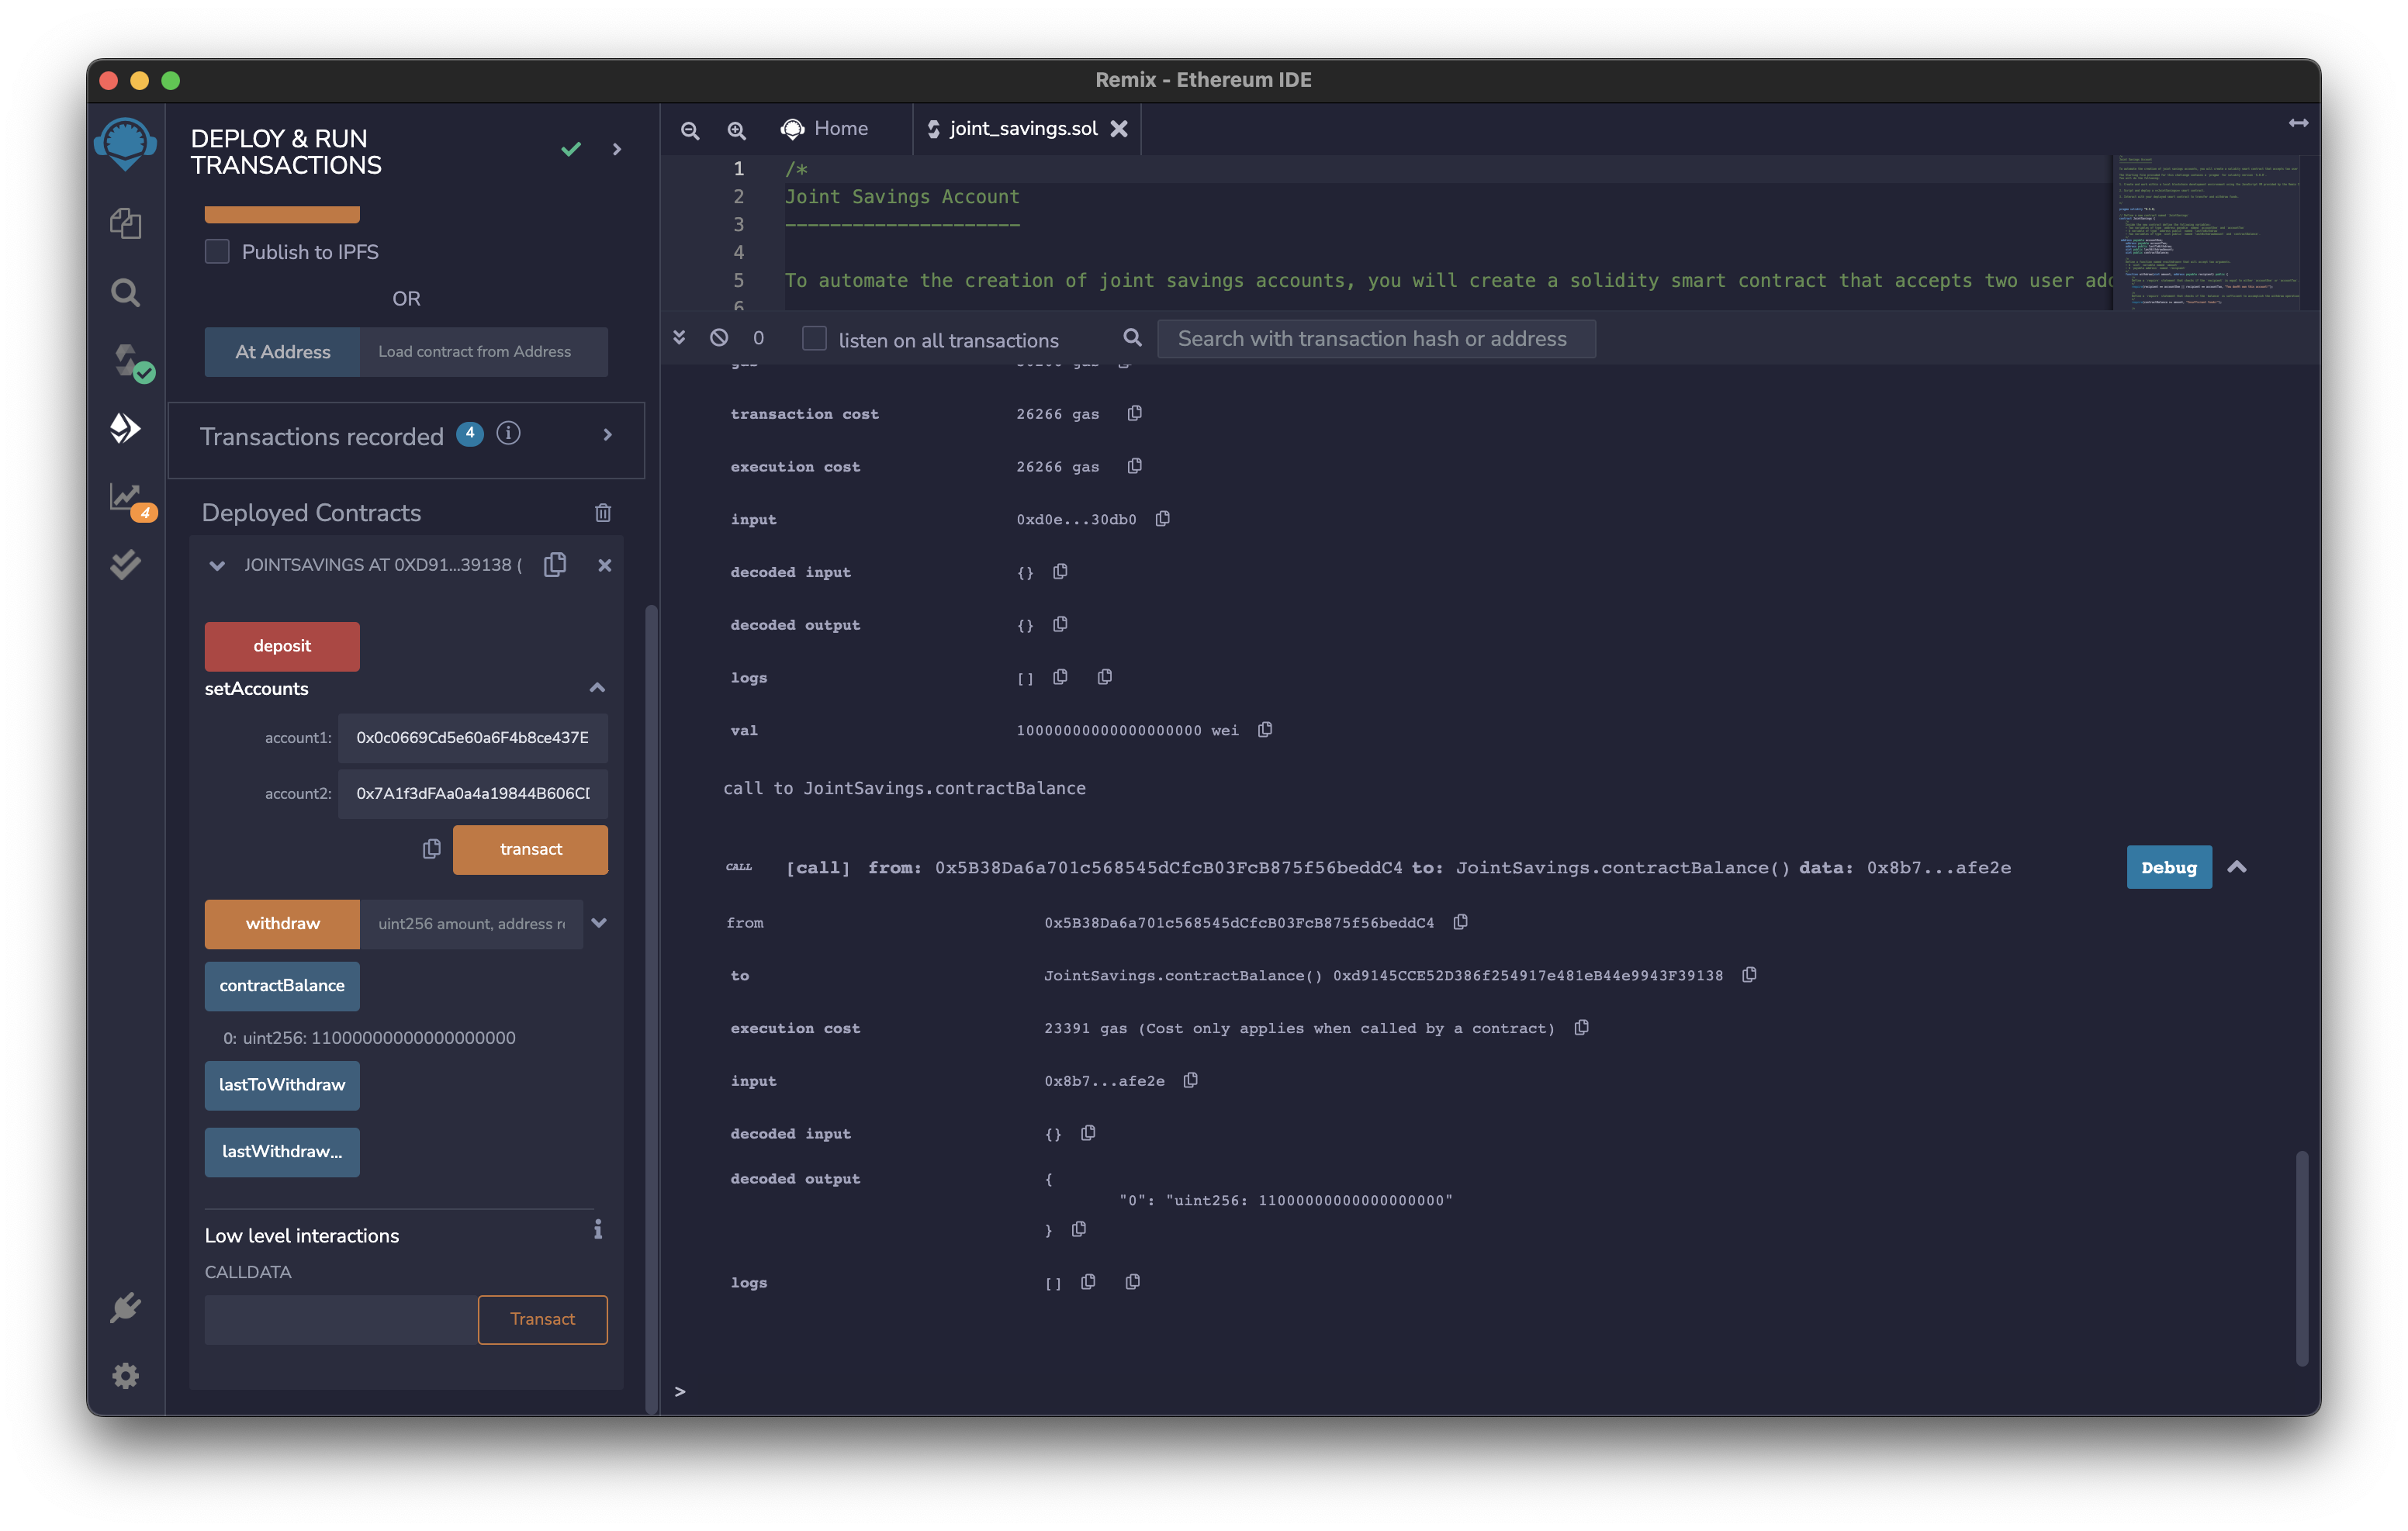 Remix - Ethereum IDE
DEPLOY & RUN
TRANSACTIONS
Publish to IPFS
OR
At Address
Load contract from Address
Transactions recorded 4
4
Deployed Contracts
JOINTSAVINGS AT 0XD91...39138 (
deposit
setAccounts
account1: 0x0c0669Cd5e60a6F4b8ce437E
account2: 0x7A1f3dFAa0a4a19844B606CD
transact
withdraw uint256 amount, address re
contractBalance
0: uint256: 11000000000000000000
lastToWithdraw
lastWithdraw...
Low level interactions
CALLDATA
Transact
Home
joint_savings.sol
1 /*
2 Joint Savings Account
3 ---------------------
4
5 To automate the creation of joint savings accounts, you will create a solidity smart contract that accepts two user add
6
0
listen on all transactions
Search with transaction hash or address
transaction cost 26266 gas
execution cost 26266 gas
input 0xd0e...30db0
decoded input {}
decoded output {}
logs []
val 10000000000000000000 wei
call to JointSavings.contractBalance
CALL [call] from: 0x5B38Da6a701c568545dCfcB03FcB875f56beddC4 to: JointSavings.contractBalance() data: 0x8b7...afe2e
Debug
from 0x5B38Da6a701c568545dCfcB03FcB875f56beddC4
to JointSavings.contractBalance() 0xd9145CCE52D386f254917e481eB44e9943F39138
execution cost 23391 gas (Cost only applies when called by a contract)
input 0x8b7...afe2e
decoded input {}
decoded output {
"0": "uint256: 11000000000000000000"
}
logs []
>